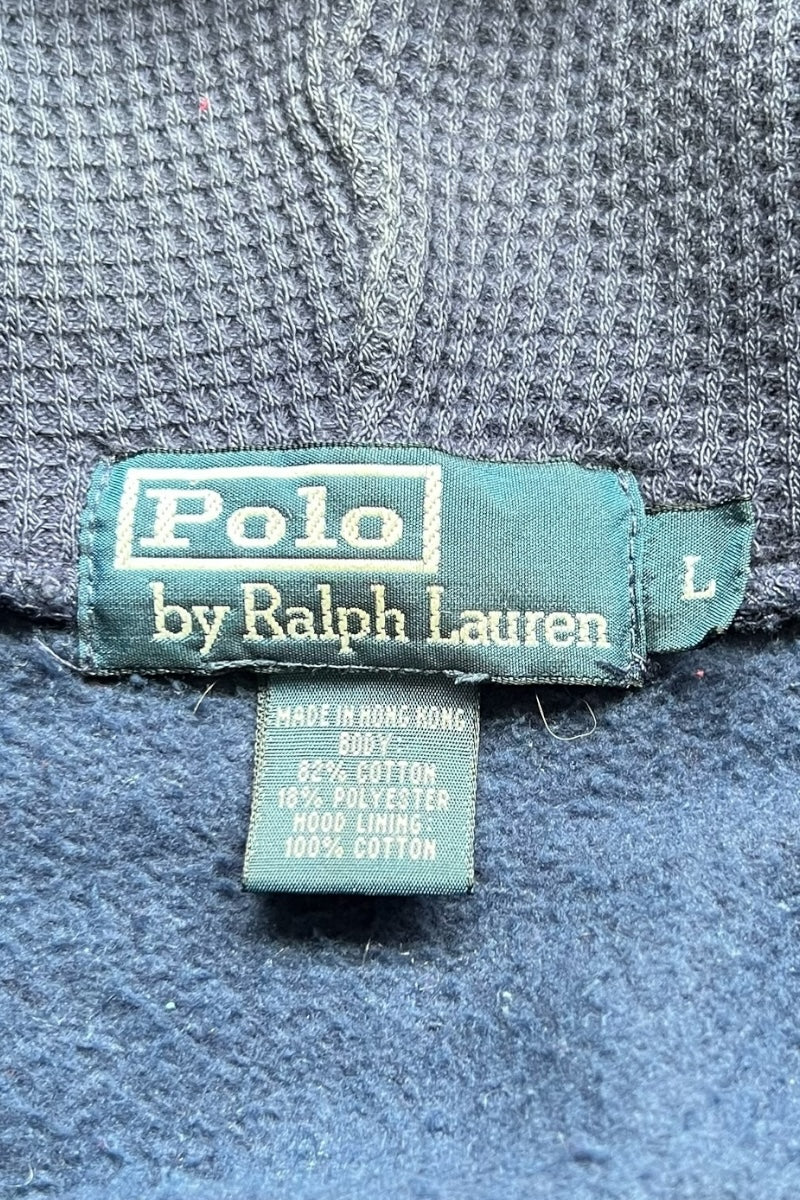 Polo
by Ralph Lauren
L
MADE IN HONG KONG
BODY:
82% COTTON
18% POLYESTER
HOOD LINING
100% COTTON